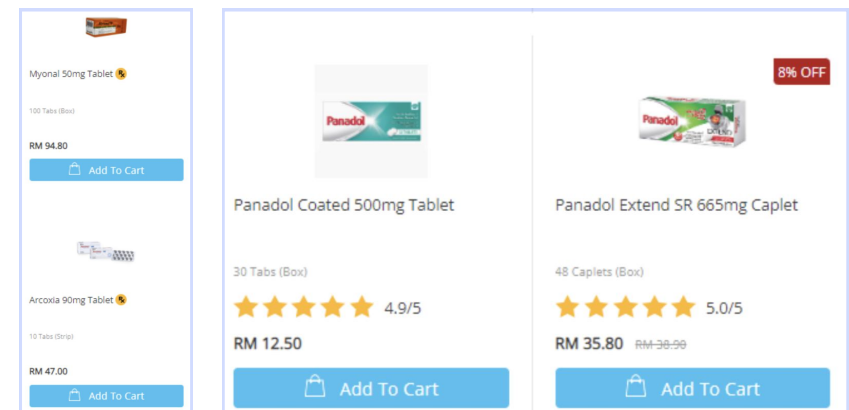 Myonal 50mg Tablet
100 Tabs (Box)
RM 94.80
Add To Cart
Arcoxia 90mg Tablet
10 Tabs (Strip)
RM 47.00
Add To Cart
Panadol
Panadol Coated 500mg Tablet
30 Tabs (Box)
4.9/5
RM 12.50
Add To Cart
8% OFF
Panadol
Panadol Extend SR 665mg Caplet
48 Caplets (Box)
5.0/5
RM 35.80 RM 38.90
Add To Cart